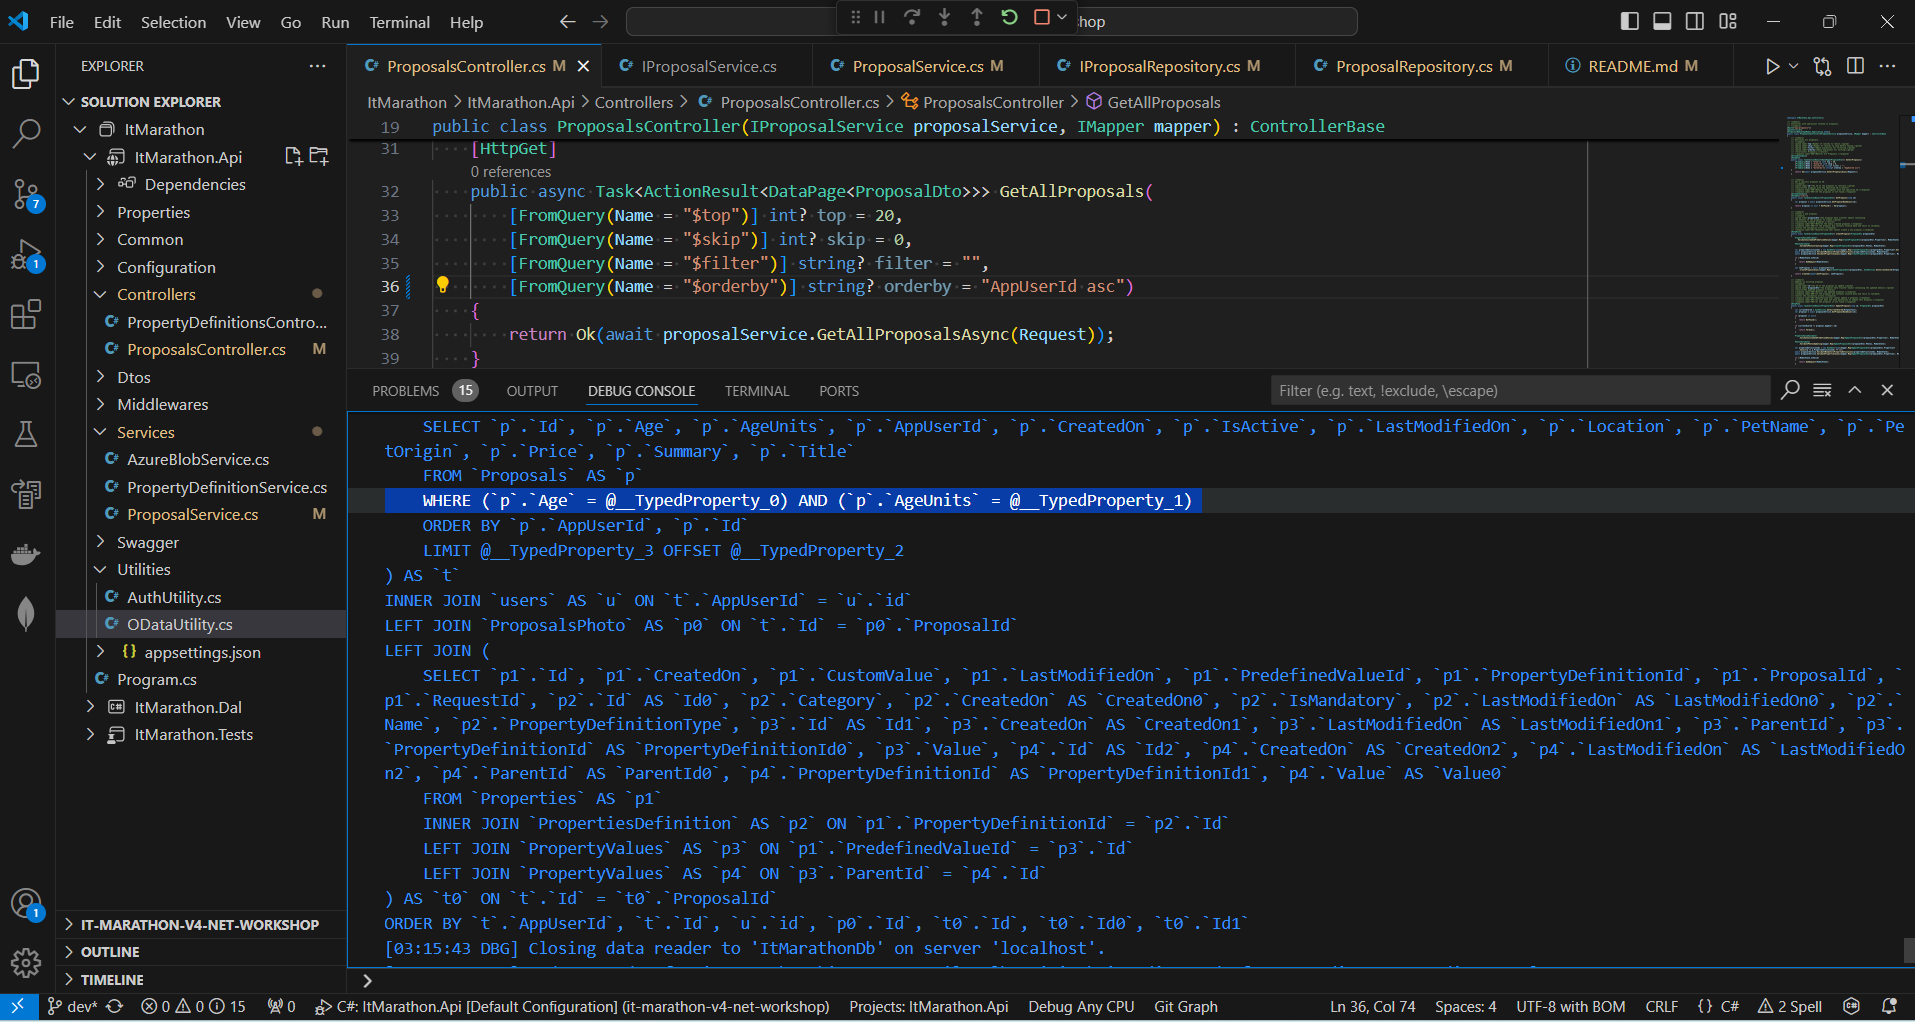 File Edit Selection View Go Run Terminal Help
hop
EXPLORER
ProposalsController.cs M
IProposalService.cs
ProposalService.cs M
IProposalRepository.cs M
ProposalRepository.cs M
README.md M
SOLUTION EXPLORER
ItMarathon
ItMarathon.Api
Dependencies
Properties
Common
Configuration
Controllers
PropertyDefinitionsContro...
ProposalsController.cs M
Dtos
Middlewares
Services
AzureBlobService.cs
PropertyDefinitionService.cs
ProposalService.cs M
Swagger
Utilities
AuthUtility.cs
ODataUtility.cs
appsettings.json
Program.cs
ItMarathon.Dal
ItMarathon.Tests
IT-MARATHON-V4-NET-WORKSHOP
OUTLINE
TIMELINE
7
1
1
ItMarathon > ItMarathon.Api > Controllers > ProposalsController.cs > ProposalsController > GetAllProposals
19 public class ProposalsController(IProposalService proposalService, IMapper mapper) : ControllerBase
31 [HttpGet]
0 references
32 public async Task<ActionResult<DataPage<ProposalDto>>> GetAllProposals(
33 [FromQuery(Name = "$top")] int? top = 20,
34 [FromQuery(Name = "$skip")] int? skip = 0,
35 [FromQuery(Name = "$filter")] string? filter = "",
36 [FromQuery(Name = "$orderby")] string? orderby = "AppUserId asc")
37 {
38 return Ok(await proposalService.GetAllProposalsAsync(Request));
39 }
PROBLEMS 15 OUTPUT DEBUG CONSOLE TERMINAL PORTS
Filter (e.g. text, !exclude, \escape)
SELECT `p`.`Id`, `p`.`Age`, `p`.`AgeUnits`, `p`.`AppUserId`, `p`.`CreatedOn`, `p`.`IsActive`, `p`.`LastModifiedOn`, `p`.`Location`, `p`.`PetName`, `p`.`Pe
tOrigin`, `p`.`Price`, `p`.`Summary`, `p`.`Title`
FROM `Proposals` AS `p`
WHERE (`p`.`Age` = @__TypedProperty_0) AND (`p`.`AgeUnits` = @__TypedProperty_1)
ORDER BY `p`.`AppUserId`, `p`.`Id`
LIMIT @__TypedProperty_3 OFFSET @__TypedProperty_2
) AS `t`
INNER JOIN `users` AS `u` ON `t`.`AppUserId` = `u`.`id`
LEFT JOIN `ProposalsPhoto` AS `p0` ON `t`.`Id` = `p0`.`ProposalId`
LEFT JOIN (
SELECT `p1`.`Id`, `p1`.`CreatedOn`, `p1`.`CustomValue`, `p1`.`LastModifiedOn`, `p1`.`PredefinedValueId`, `p1`.`PropertyDefinitionId`, `p1`.`ProposalId`, `
p1`.`RequestId`, `p2`.`Id` AS `Id0`, `p2`.`Category`, `p2`.`CreatedOn` AS `CreatedOn0`, `p2`.`IsMandatory`, `p2`.`LastModifiedOn` AS `LastModifiedOn0`, `p2`.`
Name`, `p2`.`PropertyDefinitionType`, `p3`.`Id` AS `Id1`, `p3`.`CreatedOn` AS `CreatedOn1`, `p3`.`LastModifiedOn` AS `LastModifiedOn1`, `p3`.`ParentId`, `p3`.
`PropertyDefinitionId` AS `PropertyDefinitionId0`, `p3`.`Value`, `p4`.`Id` AS `Id2`, `p4`.`CreatedOn` AS `CreatedOn2`, `p4`.`LastModifiedOn` AS `LastModifiedO
n2`, `p4`.`ParentId` AS `ParentId0`, `p4`.`PropertyDefinitionId` AS `PropertyDefinitionId1`, `p4`.`Value` AS `Value0`
FROM `Properties` AS `p1`
INNER JOIN `PropertiesDefinition` AS `p2` ON `p1`.`PropertyDefinitionId` = `p2`.`Id`
LEFT JOIN `PropertyValues` AS `p3` ON `p1`.`PredefinedValueId` = `p3`.`Id`
LEFT JOIN `PropertyValues` AS `p4` ON `p3`.`ParentId` = `p4`.`Id`
) AS `t0` ON `t`.`Id` = `t0`.`ProposalId`
ORDER BY `t`.`AppUserId`, `t`.`Id`, `u`.`id`, `p0`.`Id`, `t0`.`Id`, `t0`.`Id0`, `t0`.`Id1`
[03:15:43 DBG] Closing data reader to 'ItMarathonDb' on server 'localhost'.
dev* 0 0 15 0 C#: ItMarathon.Api [Default Configuration] (it-marathon-v4-net-workshop) Projects: ItMarathon.Api Debug Any CPU Git Graph Ln 36, Col 74 Spaces: 4 UTF-8 with BOM CRLF {} C# 2 Spell